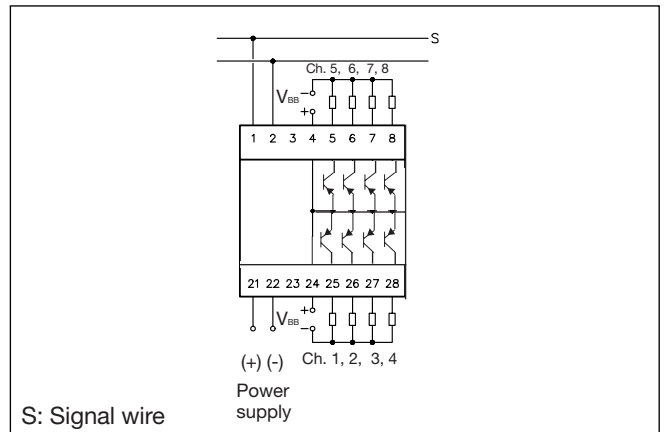 S
Ch. 5, 6, 7, 8
VBB −
+
1 2 3 4 5 6 7 8
21 22 23 24 25 26 27 28
VBB +
−
(+) (-) Ch. 1, 2, 3, 4
Power
supply
S: Signal wire